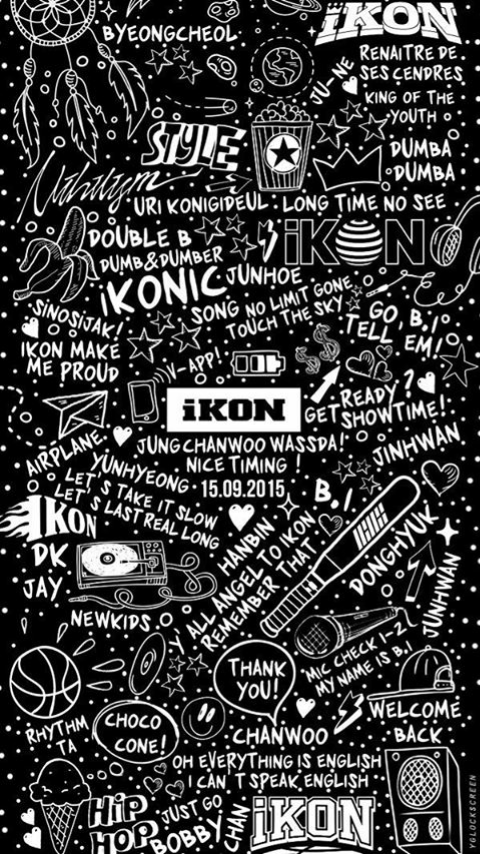 BYEONGCHEOL
iKON
RENAITRE DE
SES CENDRES
JU-NE
KING OF THE
YOUTH
STYLE
DUMBA
DUMBA
Nihilism
URI KONIGIDEUL · LONG TIME NO SEE
DOUBLE B
iKON
DUMB&DUMBER
iKONIC
JUNHOE
SONG NO LIMIT GONE
TOUCH THE SKY
SINOSIJAK!
GO, B.I
TELL EM!
IKON MAKE
ME PROUD
V-APP!
iKON
READY?
GET SHOWTIME!
AIRPLANE
JUNG CHANWOO WASSDA!
NICE TIMING!
JINHWAN
YUNHYEONG · 15.09.2015
LET'S TAKE IT SLOW
LET'S LAST REAL LONG
B.I
IKON
HANBIN
Y ALL ANGEL TO IKON
REMEMBER THAT
DK
JAY
DONGHYUK
JUNHWAN
NEWKIDS
MIC CHECK 1-2
MY NAME IS B.I
THANK
YOU!
WELCOME
BACK
RHYTHM
TA
CHOCO
CONE!
CHANWOO
OH EVERYTHING IS ENGLISH
I CAN'T SPEAK ENGLISH
HIP
HOP
JUST GO
BOBBY
CHAN
iKON
YGLOCKSCREEN